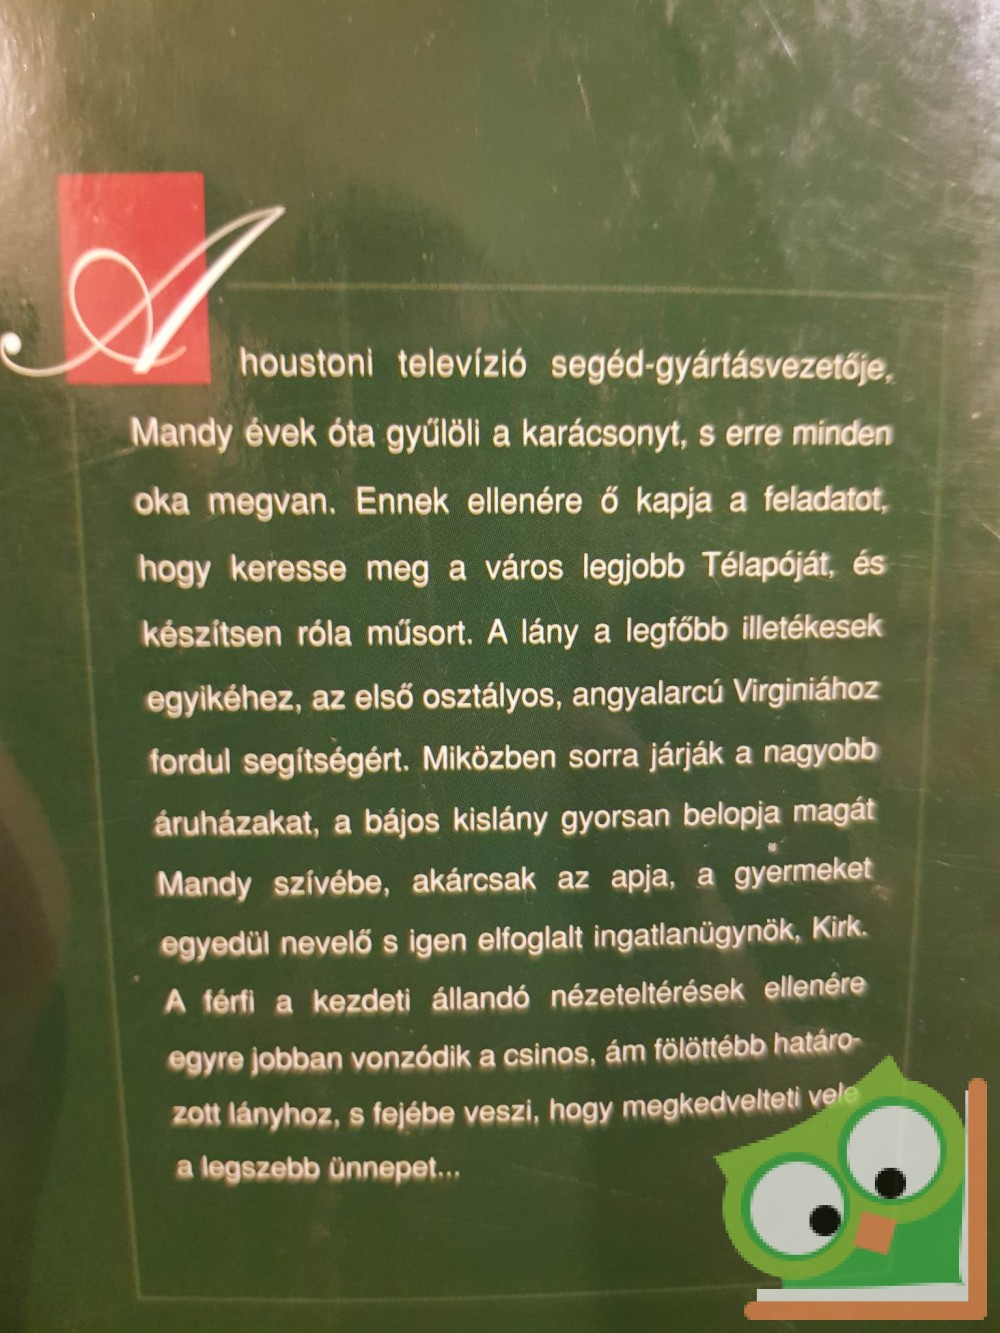 A houstoni televízió segéd-gyártásvezetője,
Mandy évek óta gyűlöli a karácsonyt, s erre minden
oka megvan. Ennek ellenére ő kapja a feladatot,
hogy keresse meg a város legjobb Télapóját, és
készítsen róla műsort. A lány a legfőbb illetékesek
egyikéhez, az első osztályos, angyalarcú Virginiához
fordul segítségért. Miközben sorra járják a nagyobb
áruházakat, a bájos kislány gyorsan belopja magát
Mandy szívébe, akárcsak az apja, a gyermeket
egyedül nevelő s igen elfoglalt ingatlanügynök, Kirk.
A férfi a kezdeti állandó nézeteltérések ellenére
egyre jobban vonzódik a csinos, ám fölöttébb határo-
zott lányhoz, s fejébe veszi, hogy megkedvelteti vele
a legszebb ünnepet...